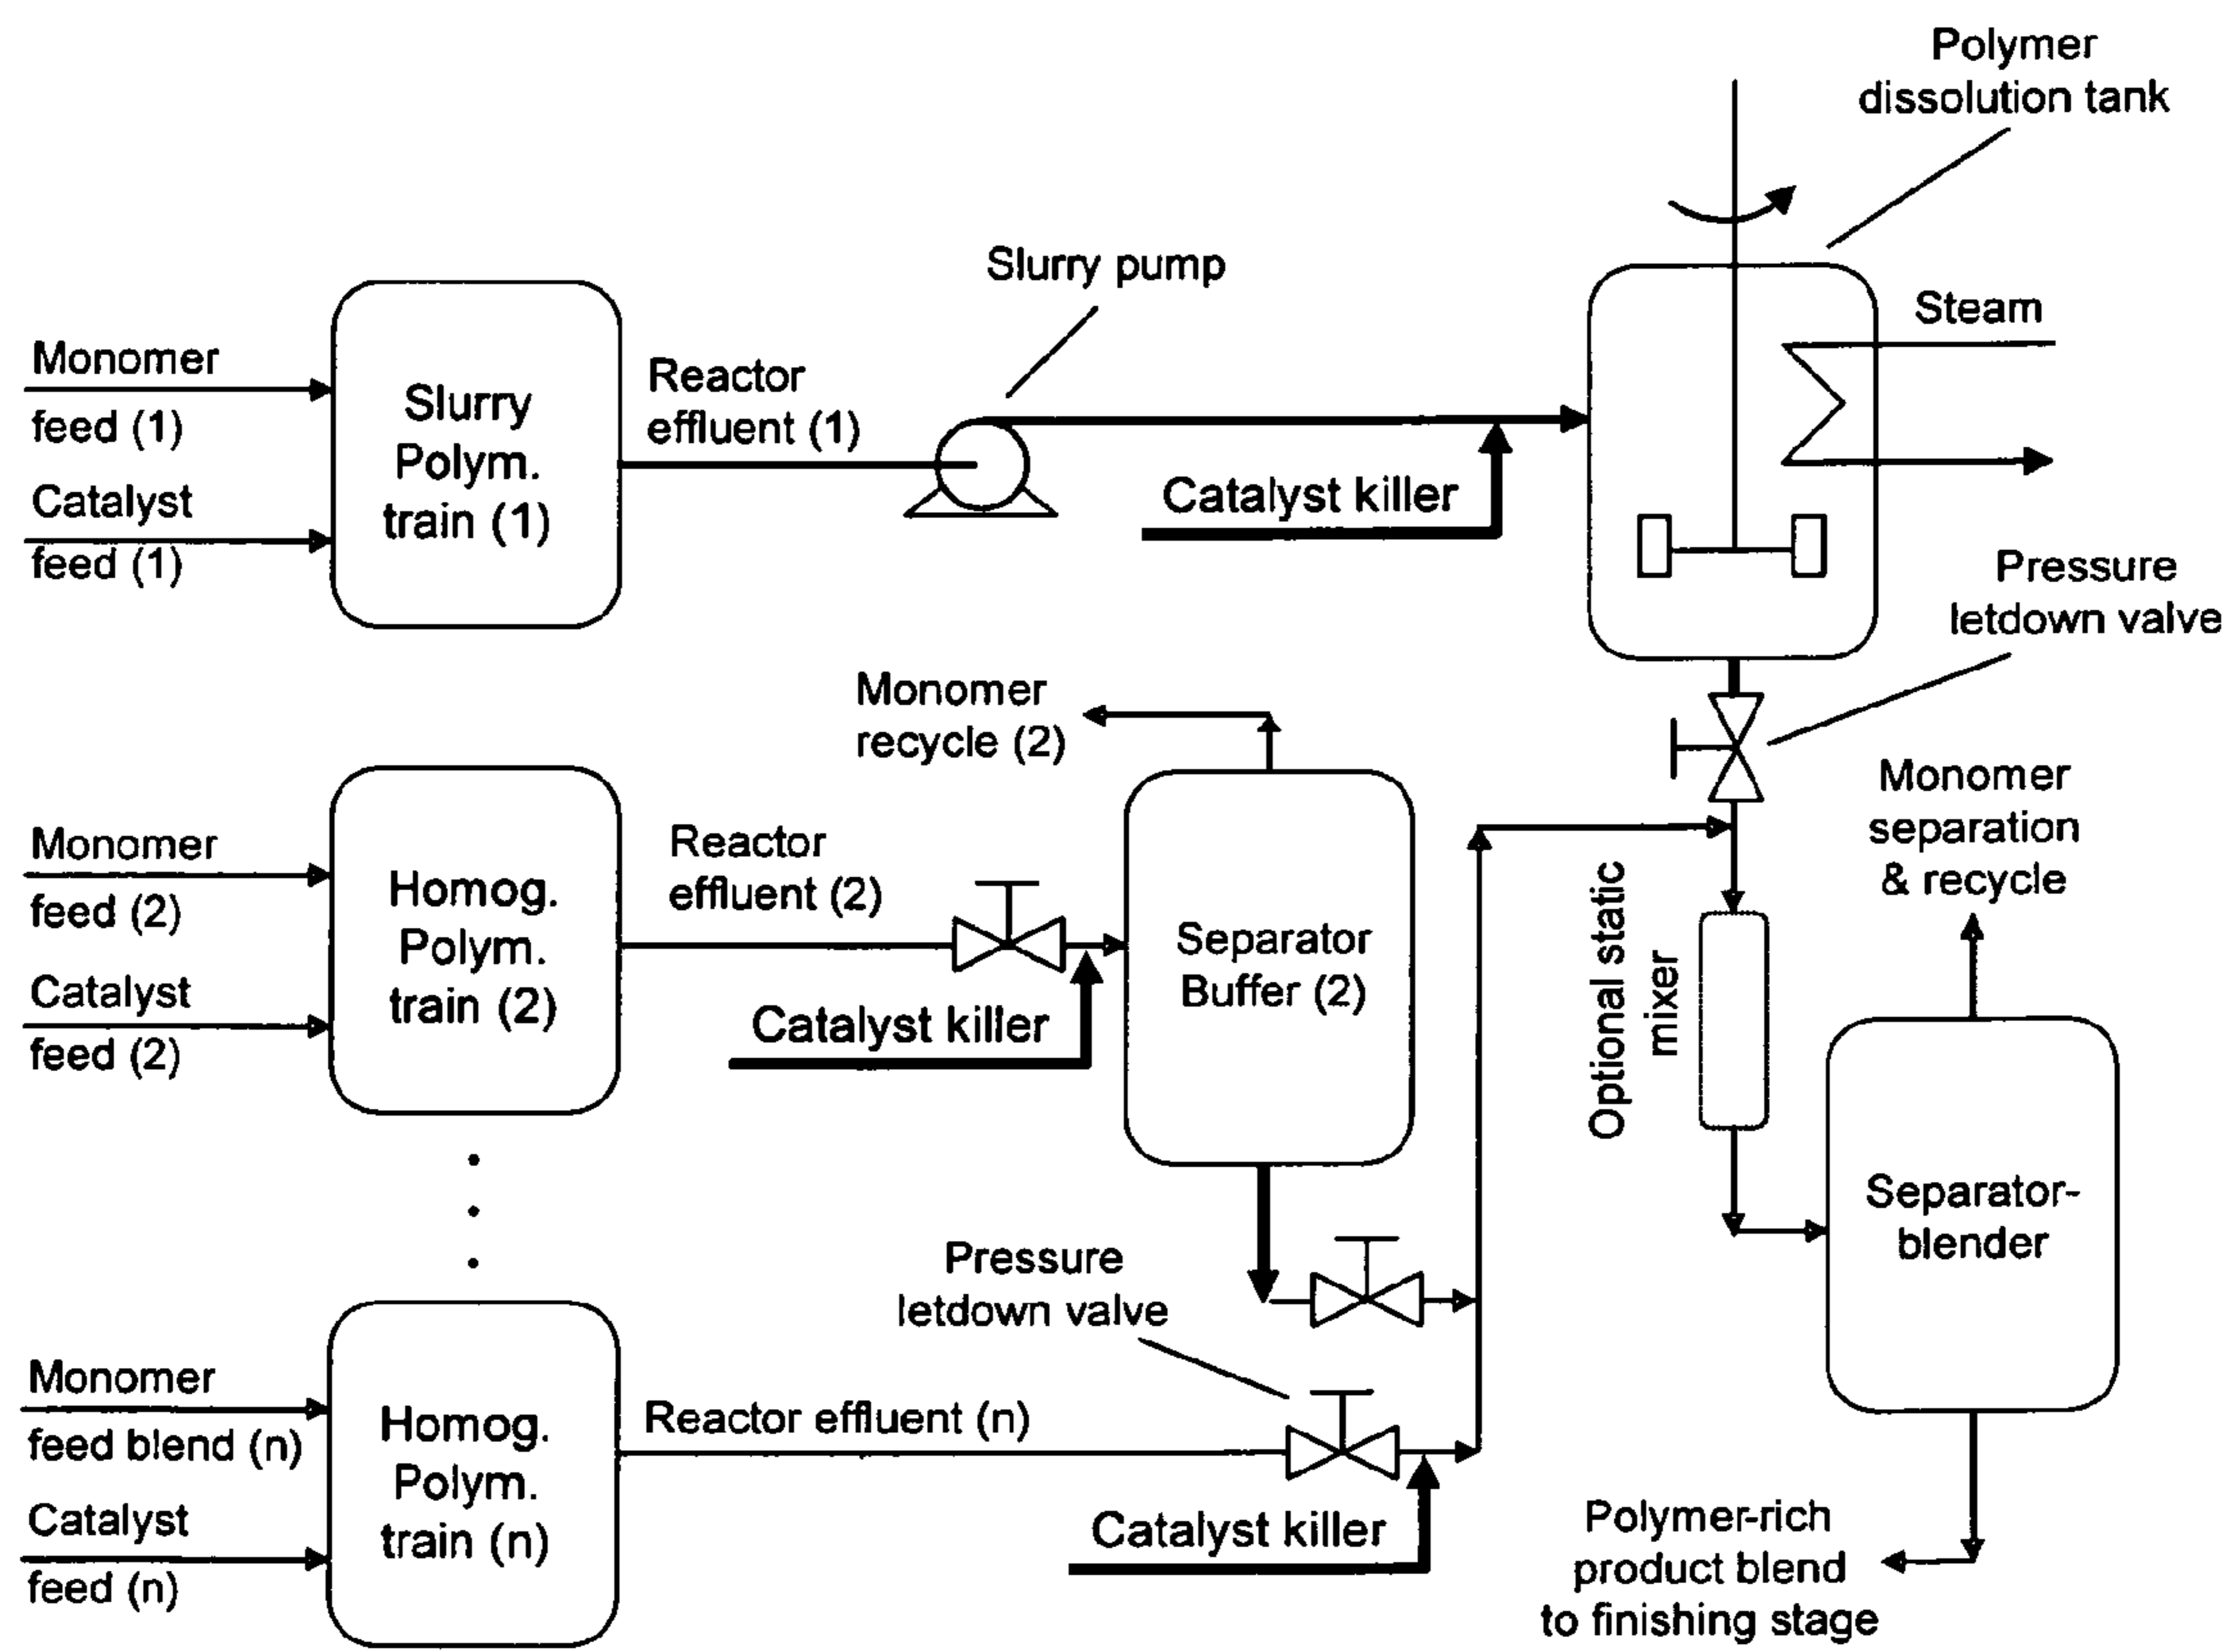 Polymer
dissolution tank
Slurry pump
Steam
Monomer
feed (1)
Catalyst
feed (1)
Slurry
Polym.
train (1)
Reactor
effluent (1)
Catalyst killer
Pressure
letdown valve
Monomer
recycle (2)
Monomer
separation
& recycle
Monomer
feed (2)
Catalyst
feed (2)
Homog.
Polym.
train (2)
Reactor
effluent (2)
Catalyst killer
Separator
Buffer (2)
Optional static
mixer
Separator-
blender
Pressure
letdown valve
Monomer
feed blend (n)
Catalyst
feed (n)
Homog.
Polym.
train (n)
Reactor effluent (n)
Catalyst killer
Polymer-rich
product blend
to finishing stage